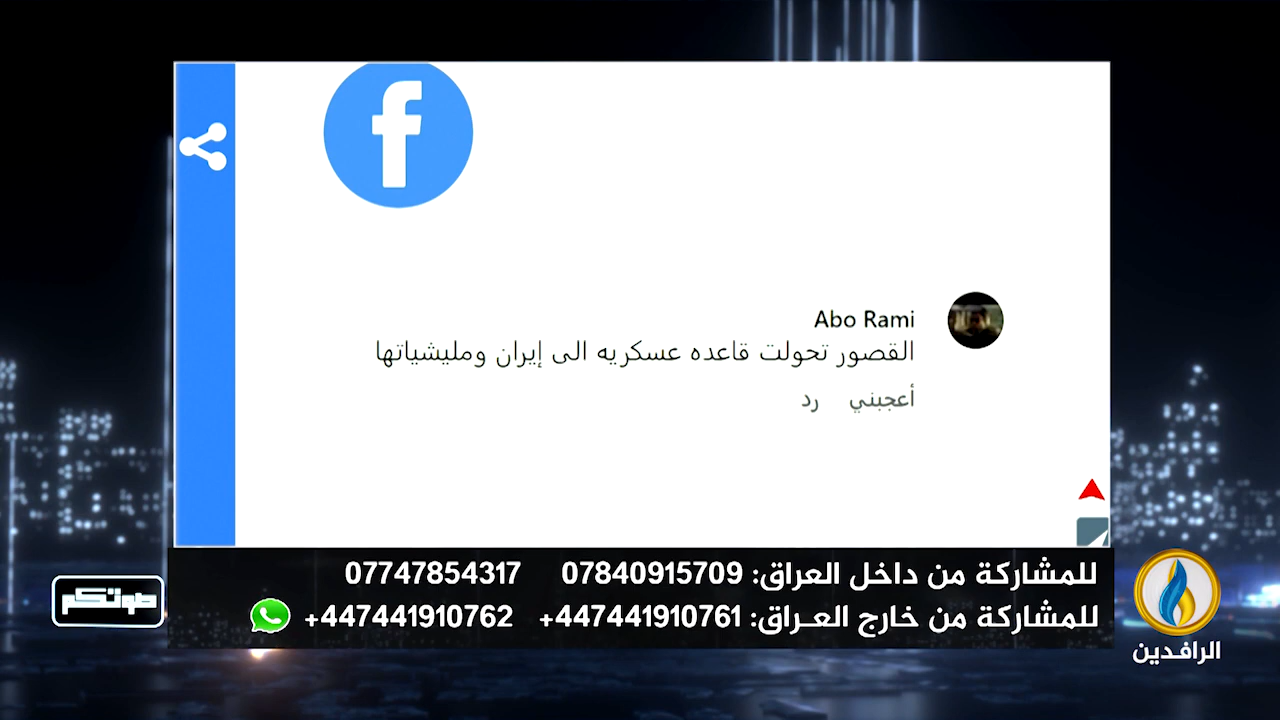 f
Abo Rami
القصور تحولت قاعده عسكريه الى إيران ومليشياتها
أعجبني رد
للمشاركة من داخل العراق: 07840915709 07747854317
للمشاركة من خارج العـراق: 447441910761+ 447441910762+
صوتكم
الرافدين